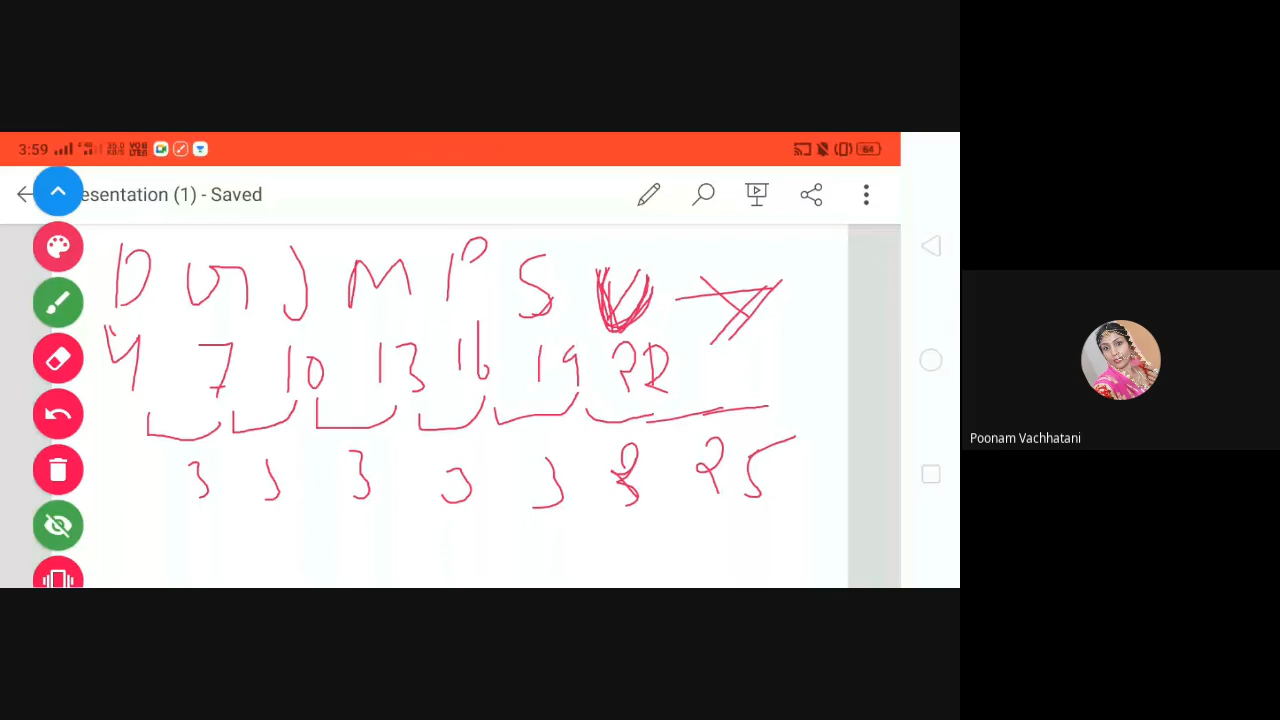 3:59 64
esentation (1) - Saved
D G J M P S V Y
4 7 10 13 16 19 22
3 3 3 3 3 3 25
Poonam Vachhatani